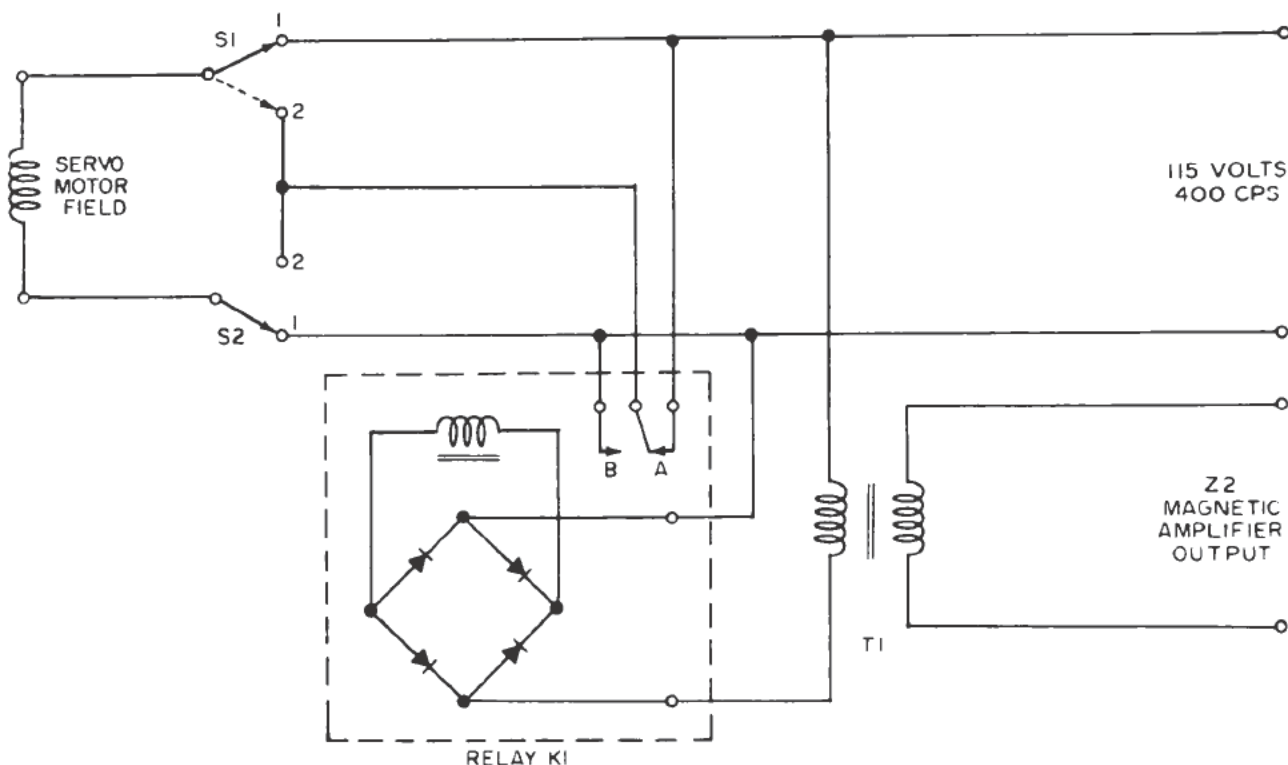 1
S1
2
SERVO
MOTOR
FIELD
115 VOLTS
400 CPS
2
S2
1
B A
Z2
MAGNETIC
AMPLIFIER
OUTPUT
T1
RELAY K1